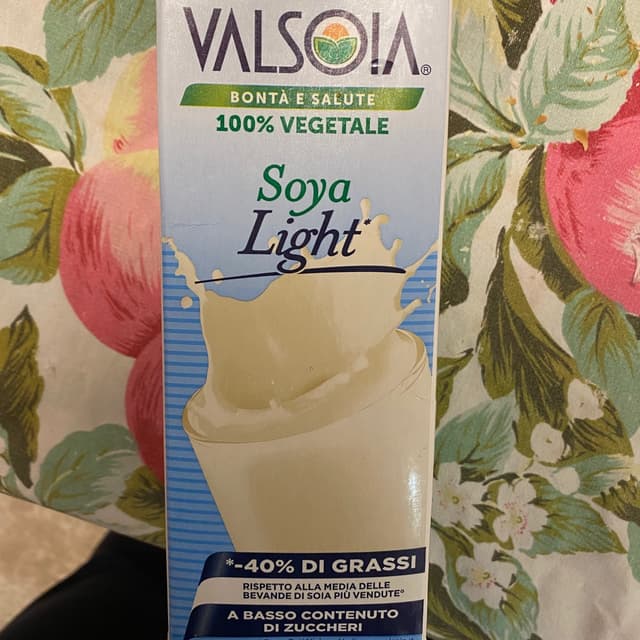 VALSOIA®
BONTÀ E SALUTE
100% VEGETALE
Soya
Light*
*-40% DI GRASSI
RISPETTO ALLA MEDIA DELLE
BEVANDE DI SOIA PIÙ VENDUTE°
A BASSO CONTENUTO
DI ZUCCHERI